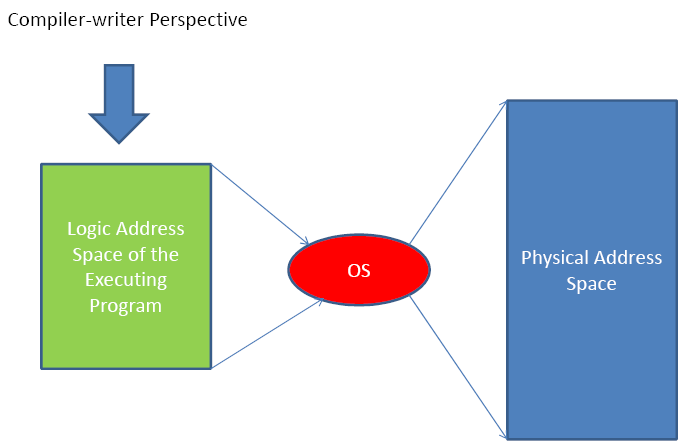 Compiler-writer Perspective
Logic Address
Space of the
Executing
Program
OS
Physical Address
Space